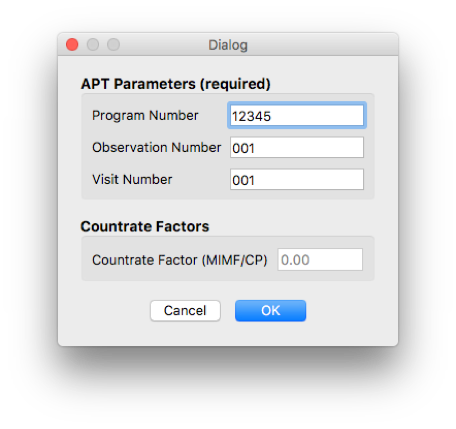 Dialog
APT Parameters (required)
Program Number 12345
Observation Number 001
Visit Number 001
Countrate Factors
Countrate Factor (MIMF/CP) 0.00
Cancel OK